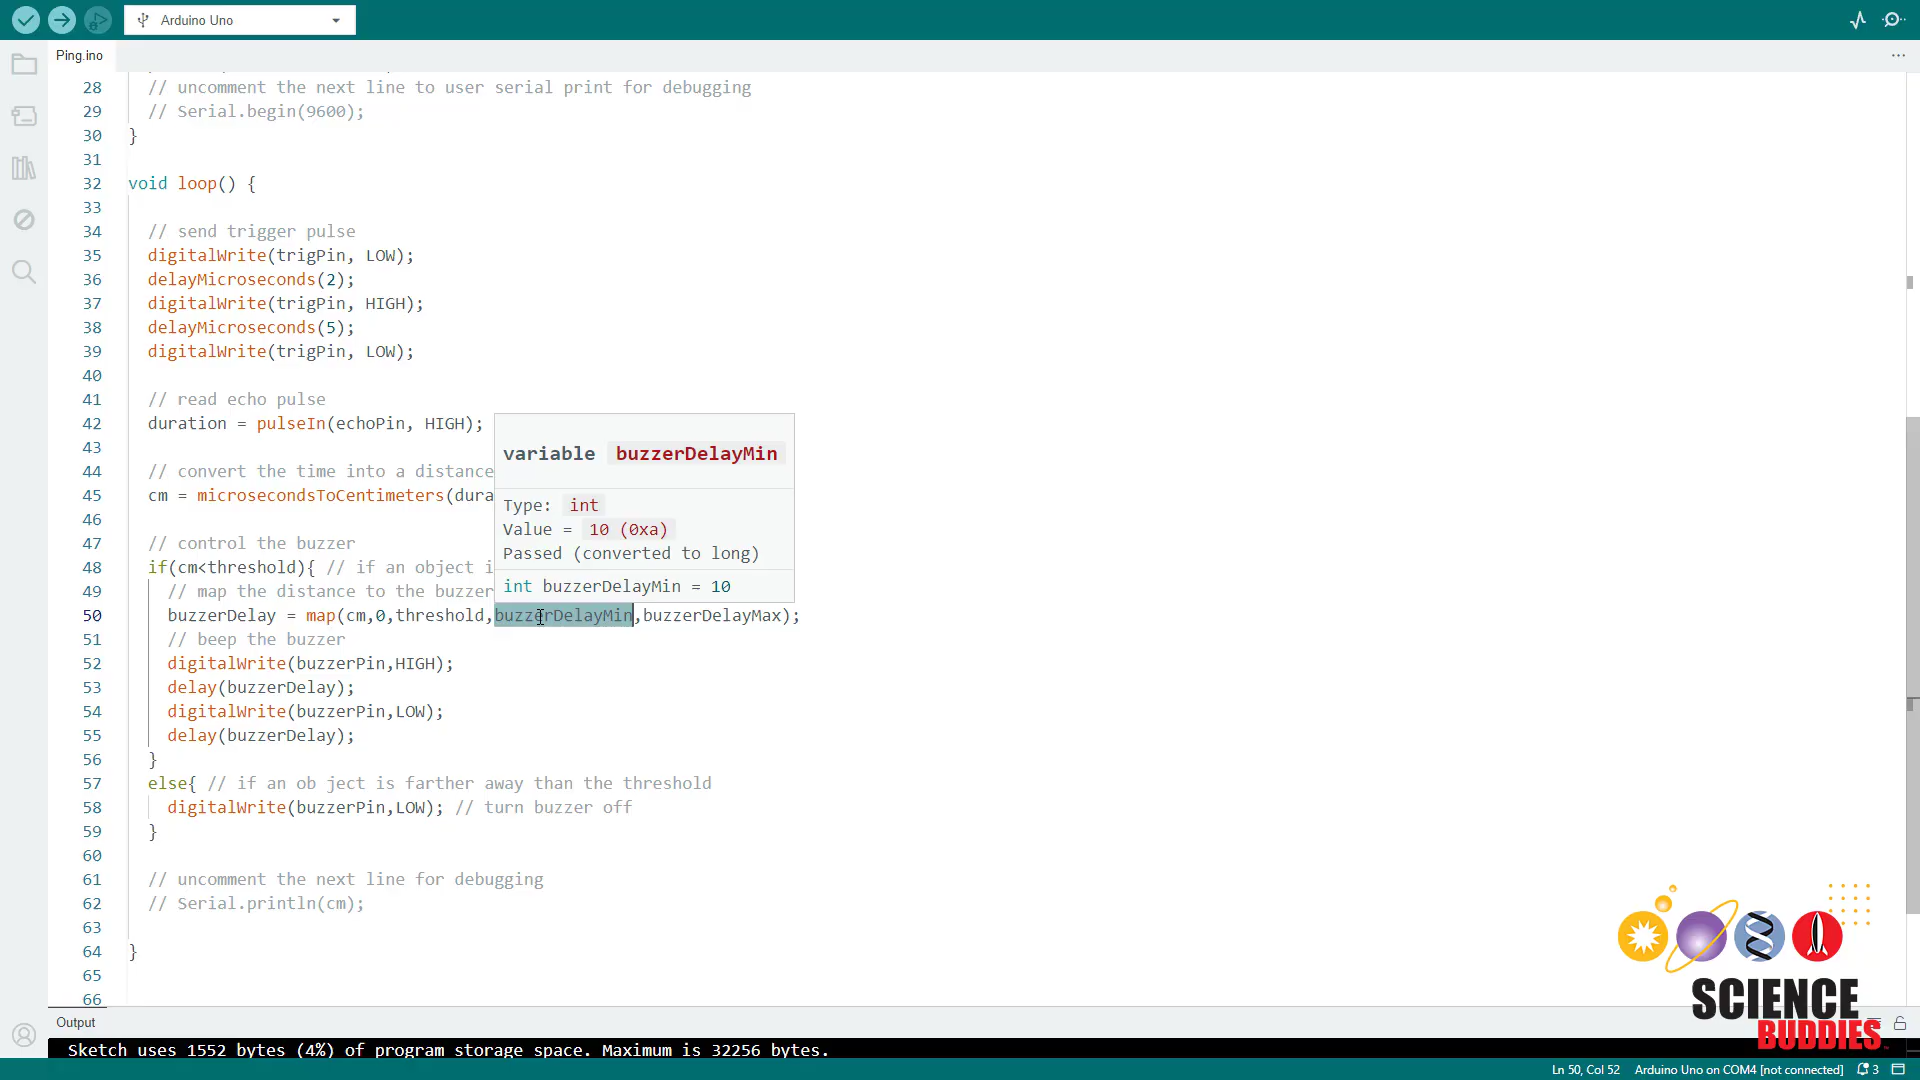 Arduino Uno
Ping.ino
28 // uncomment the next line to user serial print for debugging
29 // Serial.begin(9600);
30 }
31
32 void loop() {
33
34 // send trigger pulse
35 digitalWrite(trigPin, LOW);
36 delayMicroseconds(2);
37 digitalWrite(trigPin, HIGH);
38 delayMicroseconds(5);
39 digitalWrite(trigPin, LOW);
40
41 // read echo pulse
42 duration = pulseIn(echoPin, HIGH);
43
variable buzzerDelayMin
44 // convert the time into a distance
45 cm = microsecondsToCentimeters(dura
Type: int
46
Value = 10 (0xa)
47 // control the buzzer
Passed (converted to long)
48 if(cm<threshold){ // if an object i
49 // map the distance to the buzzer
int buzzerDelayMin = 10
50 buzzerDelay = map(cm,0,threshold,buzzerDelayMin,buzzerDelayMax);
51 // beep the buzzer
52 digitalWrite(buzzerPin,HIGH);
53 delay(buzzerDelay);
54 digitalWrite(buzzerPin,LOW);
55 delay(buzzerDelay);
56 }
57 else{ // if an ob ject is farther away than the threshold
58 digitalWrite(buzzerPin,LOW); // turn buzzer off
59 }
60
61 // uncomment the next line for debugging
62 // Serial.println(cm);
63
64 }
65
66
SCIENCE
BUDDIES
Output
Sketch uses 1552 bytes (4%) of program storage space. Maximum is 32256 bytes.
Ln 50, Col 52 Arduino Uno on COM4 [not connected] 3